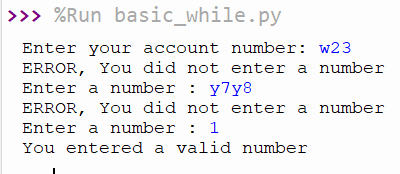 >>> %Run basic_while.py
Enter your account number: w23
ERROR, You did not enter a number
Enter a number : y7y8
ERROR, You did not enter a number
Enter a number : 1
You entered a valid number